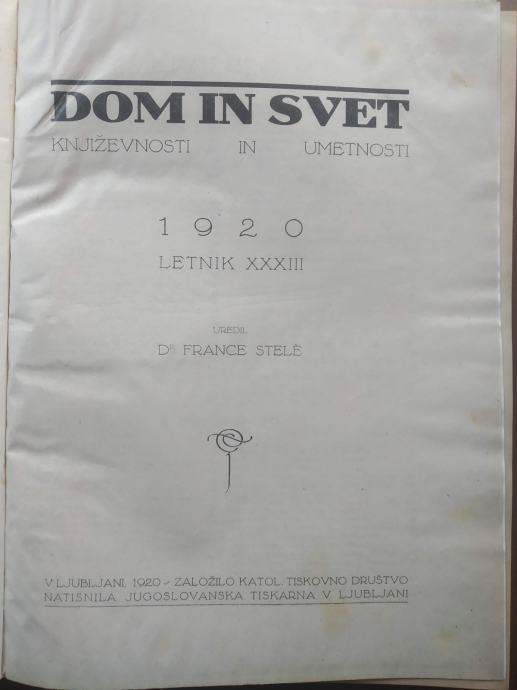 DOM IN SVET
KNJIŽEVNOSTI IN UMETNOSTI
1920
LETNIK XXXIII
UREDIL
DR FRANCE STELÈ
V LJUBLJANI, 1920 – ZALOŽILO KATOL. TISKOVNO DRUŠTVO
NATISNILA JUGOSLOVANSKA TISKARNA V LJUBLJANI